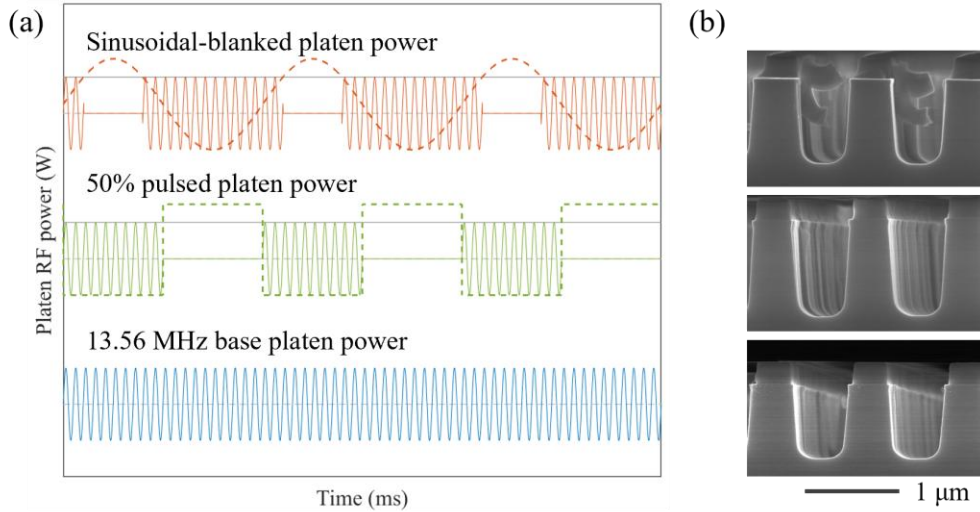 (a)
Sinusoidal-blanked platen power
50% pulsed platen power
13.56 MHz base platen power
Platen RF power (W)
Time (ms)
(b)
1 μm